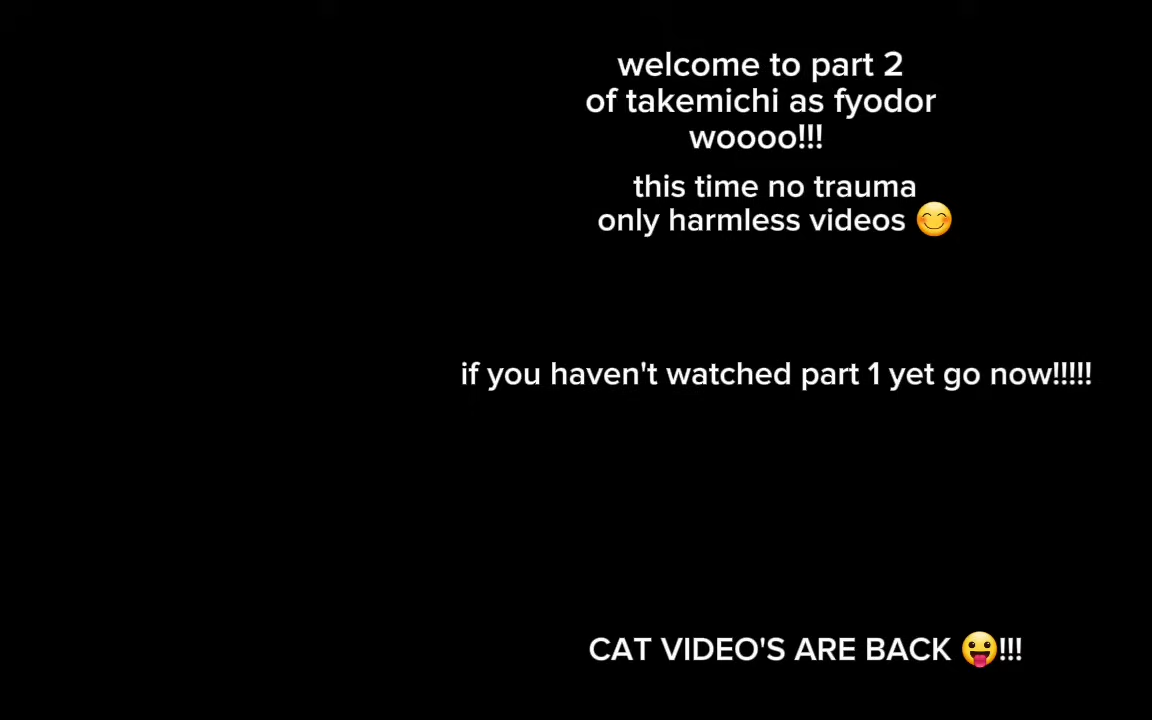 welcome to part 2
of takemichi as fyodor
woooo!!!
this time no trauma
only harmless videos 😊
if you haven't watched part 1 yet go now!!!!!
CAT VIDEO'S ARE BACK 😛!!!